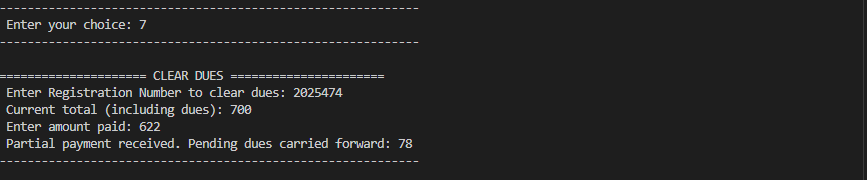 ------------------------------------------------------------
Enter your choice: 7
------------------------------------------------------------
===================== CLEAR DUES ======================
Enter Registration Number to clear dues: 2025474
Current total (including dues): 700
Enter amount paid: 622
Partial payment received. Pending dues carried forward: 78
------------------------------------------------------------